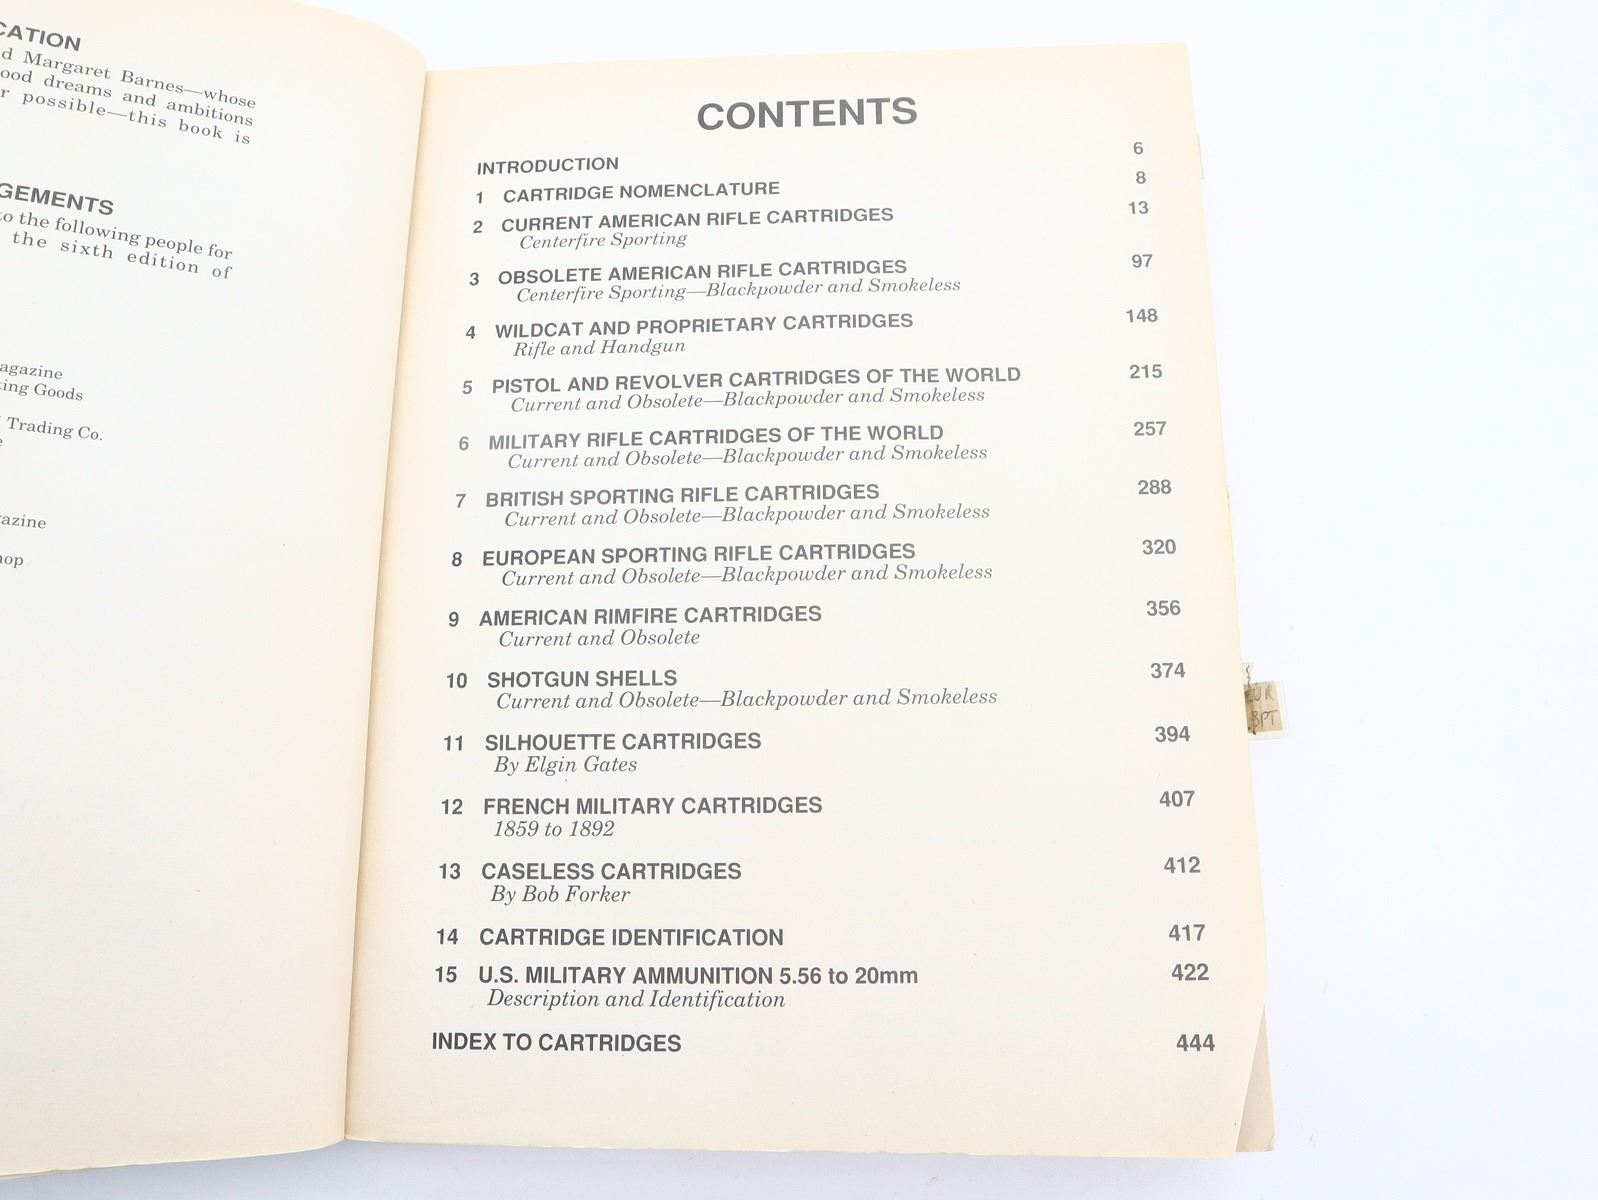 CATION
d Margaret Barnes—whose
ood dreams and ambitions
r possible—this book is
GEMENTS
to the following people for
the sixth edition of
agazine
ting Goods
Trading Co.
azine
hop
CONTENTS
INTRODUCTION 6
1 CARTRIDGE NOMENCLATURE 8
2 CURRENT AMERICAN RIFLE CARTRIDGES 13
Centerfire Sporting
3 OBSOLETE AMERICAN RIFLE CARTRIDGES 97
Centerfire Sporting—Blackpowder and Smokeless
4 WILDCAT AND PROPRIETARY CARTRIDGES 148
Rifle and Handgun
5 PISTOL AND REVOLVER CARTRIDGES OF THE WORLD 215
Current and Obsolete—Blackpowder and Smokeless
6 MILITARY RIFLE CARTRIDGES OF THE WORLD 257
Current and Obsolete—Blackpowder and Smokeless
7 BRITISH SPORTING RIFLE CARTRIDGES 288
Current and Obsolete—Blackpowder and Smokeless
8 EUROPEAN SPORTING RIFLE CARTRIDGES 320
Current and Obsolete—Blackpowder and Smokeless
9 AMERICAN RIMFIRE CARTRIDGES 356
Current and Obsolete
10 SHOTGUN SHELLS 374
Current and Obsolete—Blackpowder and Smokeless
11 SILHOUETTE CARTRIDGES 394
By Elgin Gates
12 FRENCH MILITARY CARTRIDGES 407
1859 to 1892
13 CASELESS CARTRIDGES 412
By Bob Forker
14 CARTRIDGE IDENTIFICATION 417
15 U.S. MILITARY AMMUNITION 5.56 to 20mm 422
Description and Identification
INDEX TO CARTRIDGES 444
EUR